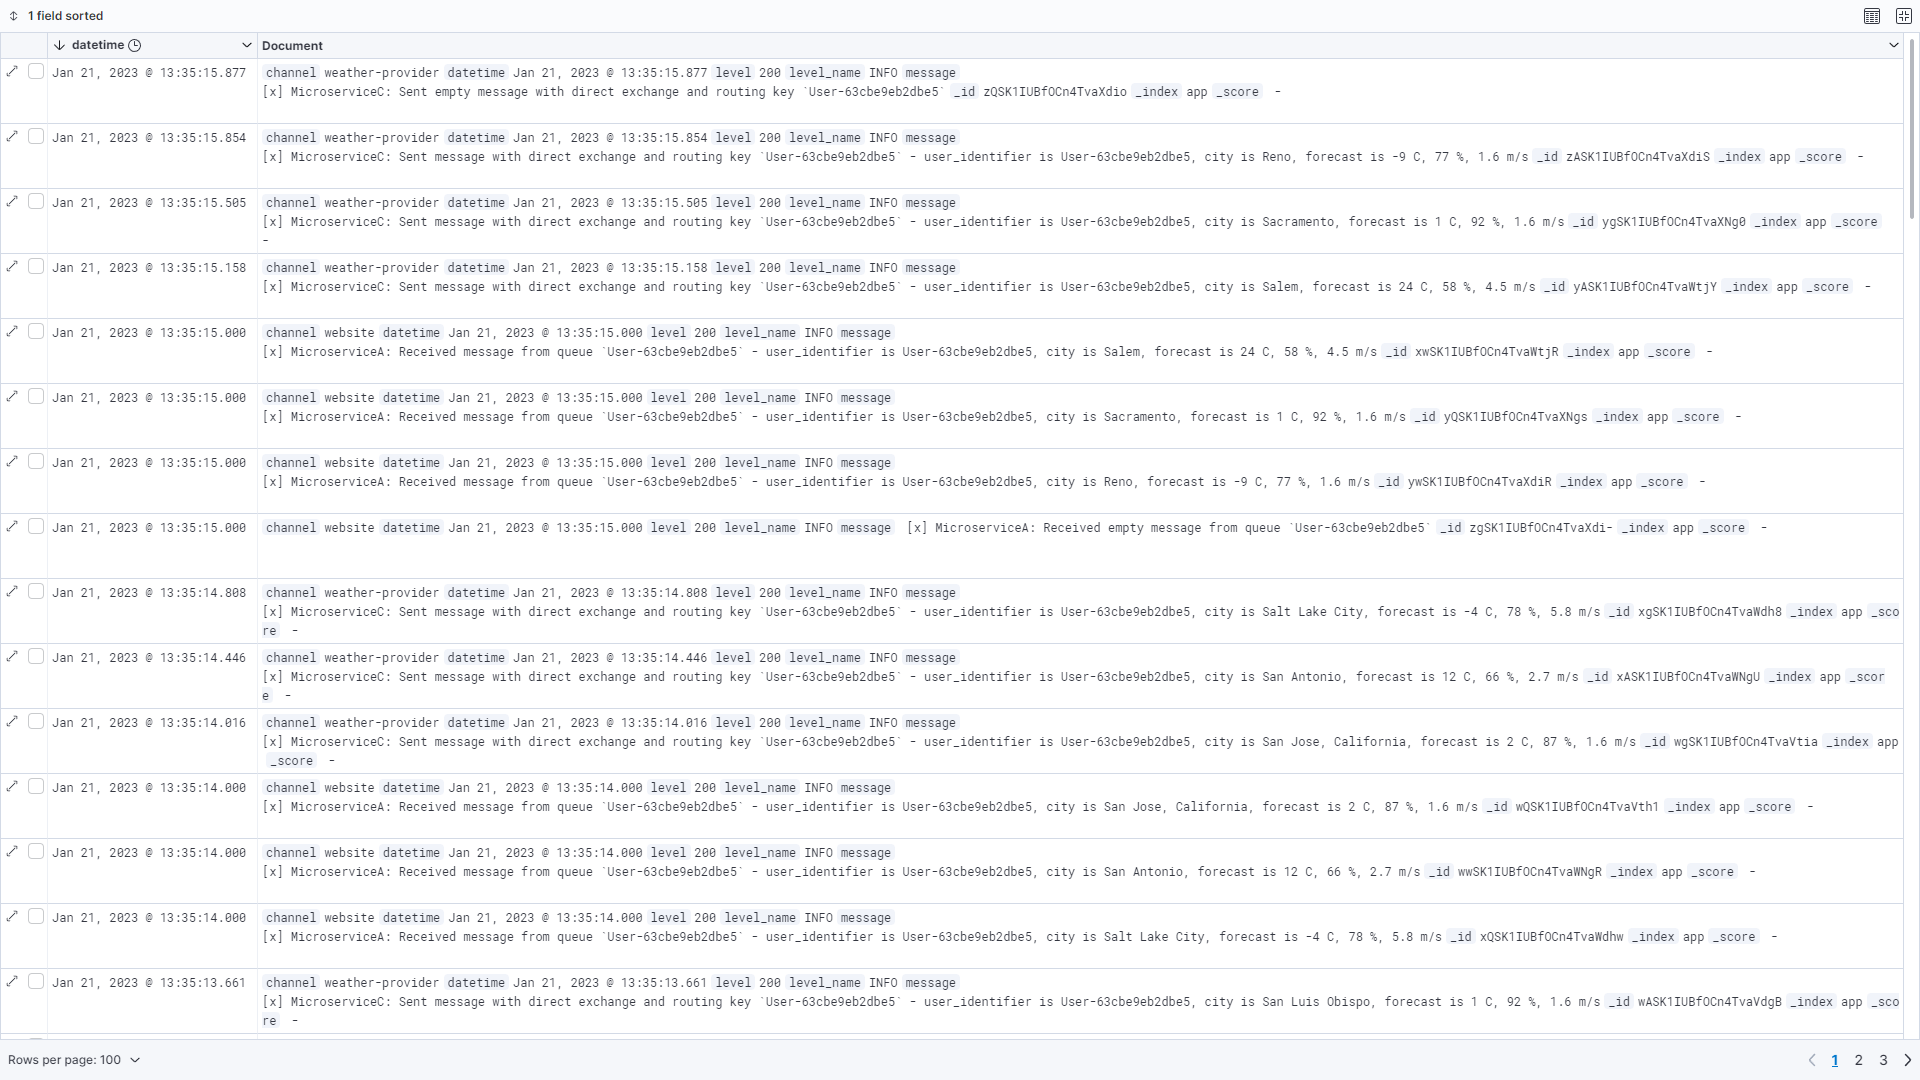 1 field sorted
datetime Document
Jan 21, 2023 @ 13:35:15.877 channel weather-provider datetime Jan 21, 2023 @ 13:35:15.877 level 200 level_name INFO message
[x] MicroserviceC: Sent empty message with direct exchange and routing key `User-63cbe9eb2dbe5` _id zQSK1IUBfOCn4TvaXdio _index app _score -
Jan 21, 2023 @ 13:35:15.854 channel weather-provider datetime Jan 21, 2023 @ 13:35:15.854 level 200 level_name INFO message
[x] MicroserviceC: Sent message with direct exchange and routing key `User-63cbe9eb2dbe5` - user_identifier is User-63cbe9eb2dbe5, city is Reno, forecast is -9 C, 77 %, 1.6 m/s _id zASK1IUBfOCn4TvaXdiS _index app _score -
Jan 21, 2023 @ 13:35:15.505 channel weather-provider datetime Jan 21, 2023 @ 13:35:15.505 level 200 level_name INFO message
[x] MicroserviceC: Sent message with direct exchange and routing key `User-63cbe9eb2dbe5` - user_identifier is User-63cbe9eb2dbe5, city is Sacramento, forecast is 1 C, 92 %, 1.6 m/s _id ygSK1IUBfOCn4TvaXNg0 _index app _score
-
Jan 21, 2023 @ 13:35:15.158 channel weather-provider datetime Jan 21, 2023 @ 13:35:15.158 level 200 level_name INFO message
[x] MicroserviceC: Sent message with direct exchange and routing key `User-63cbe9eb2dbe5` - user_identifier is User-63cbe9eb2dbe5, city is Salem, forecast is 24 C, 58 %, 4.5 m/s _id yASK1IUBfOCn4TvaWtjY _index app _score -
Jan 21, 2023 @ 13:35:15.000 channel website datetime Jan 21, 2023 @ 13:35:15.000 level 200 level_name INFO message
[x] MicroserviceA: Received message from queue `User-63cbe9eb2dbe5` - user_identifier is User-63cbe9eb2dbe5, city is Salem, forecast is 24 C, 58 %, 4.5 m/s _id xwSK1IUBfOCn4TvaWtjR _index app _score -
Jan 21, 2023 @ 13:35:15.000 channel website datetime Jan 21, 2023 @ 13:35:15.000 level 200 level_name INFO message
[x] MicroserviceA: Received message from queue `User-63cbe9eb2dbe5` - user_identifier is User-63cbe9eb2dbe5, city is Sacramento, forecast is 1 C, 92 %, 1.6 m/s _id yQSK1IUBfOCn4TvaXNgs _index app _score -
Jan 21, 2023 @ 13:35:15.000 channel website datetime Jan 21, 2023 @ 13:35:15.000 level 200 level_name INFO message
[x] MicroserviceA: Received message from queue `User-63cbe9eb2dbe5` - user_identifier is User-63cbe9eb2dbe5, city is Reno, forecast is -9 C, 77 %, 1.6 m/s _id ywSK1IUBfOCn4TvaXdiR _index app _score -
Jan 21, 2023 @ 13:35:15.000 channel website datetime Jan 21, 2023 @ 13:35:15.000 level 200 level_name INFO message [x] MicroserviceA: Received empty message from queue `User-63cbe9eb2dbe5` _id zgSK1IUBfOCn4TvaXdi- _index app _score -
Jan 21, 2023 @ 13:35:14.808 channel weather-provider datetime Jan 21, 2023 @ 13:35:14.808 level 200 level_name INFO message
[x] MicroserviceC: Sent message with direct exchange and routing key `User-63cbe9eb2dbe5` - user_identifier is User-63cbe9eb2dbe5, city is Salt Lake City, forecast is -4 C, 78 %, 5.8 m/s _id xgSK1IUBfOCn4TvaWdh8 _index app _sco
re -
Jan 21, 2023 @ 13:35:14.446 channel weather-provider datetime Jan 21, 2023 @ 13:35:14.446 level 200 level_name INFO message
[x] MicroserviceC: Sent message with direct exchange and routing key `User-63cbe9eb2dbe5` - user_identifier is User-63cbe9eb2dbe5, city is San Antonio, forecast is 12 C, 66 %, 2.7 m/s _id xASK1IUBfOCn4TvaWNgU _index app _scor
e -
Jan 21, 2023 @ 13:35:14.016 channel weather-provider datetime Jan 21, 2023 @ 13:35:14.016 level 200 level_name INFO message
[x] MicroserviceC: Sent message with direct exchange and routing key `User-63cbe9eb2dbe5` - user_identifier is User-63cbe9eb2dbe5, city is San Jose, California, forecast is 2 C, 87 %, 1.6 m/s _id wgSK1IUBfOCn4TvaVtia _index app
_score -
Jan 21, 2023 @ 13:35:14.000 channel website datetime Jan 21, 2023 @ 13:35:14.000 level 200 level_name INFO message
[x] MicroserviceA: Received message from queue `User-63cbe9eb2dbe5` - user_identifier is User-63cbe9eb2dbe5, city is San Jose, California, forecast is 2 C, 87 %, 1.6 m/s _id wQSK1IUBfOCn4TvaVth1 _index app _score -
Jan 21, 2023 @ 13:35:14.000 channel website datetime Jan 21, 2023 @ 13:35:14.000 level 200 level_name INFO message
[x] MicroserviceA: Received message from queue `User-63cbe9eb2dbe5` - user_identifier is User-63cbe9eb2dbe5, city is San Antonio, forecast is 12 C, 66 %, 2.7 m/s _id wwSK1IUBfOCn4TvaWNgR _index app _score -
Jan 21, 2023 @ 13:35:14.000 channel website datetime Jan 21, 2023 @ 13:35:14.000 level 200 level_name INFO message
[x] MicroserviceA: Received message from queue `User-63cbe9eb2dbe5` - user_identifier is User-63cbe9eb2dbe5, city is Salt Lake City, forecast is -4 C, 78 %, 5.8 m/s _id xQSK1IUBfOCn4TvaWdhw _index app _score -
Jan 21, 2023 @ 13:35:13.661 channel weather-provider datetime Jan 21, 2023 @ 13:35:13.661 level 200 level_name INFO message
[x] MicroserviceC: Sent message with direct exchange and routing key `User-63cbe9eb2dbe5` - user_identifier is User-63cbe9eb2dbe5, city is San Luis Obispo, forecast is 1 C, 92 %, 1.6 m/s _id wASK1IUBfOCn4TvaVdgB _index app _sco
re -
Rows per page: 100 1 2 3